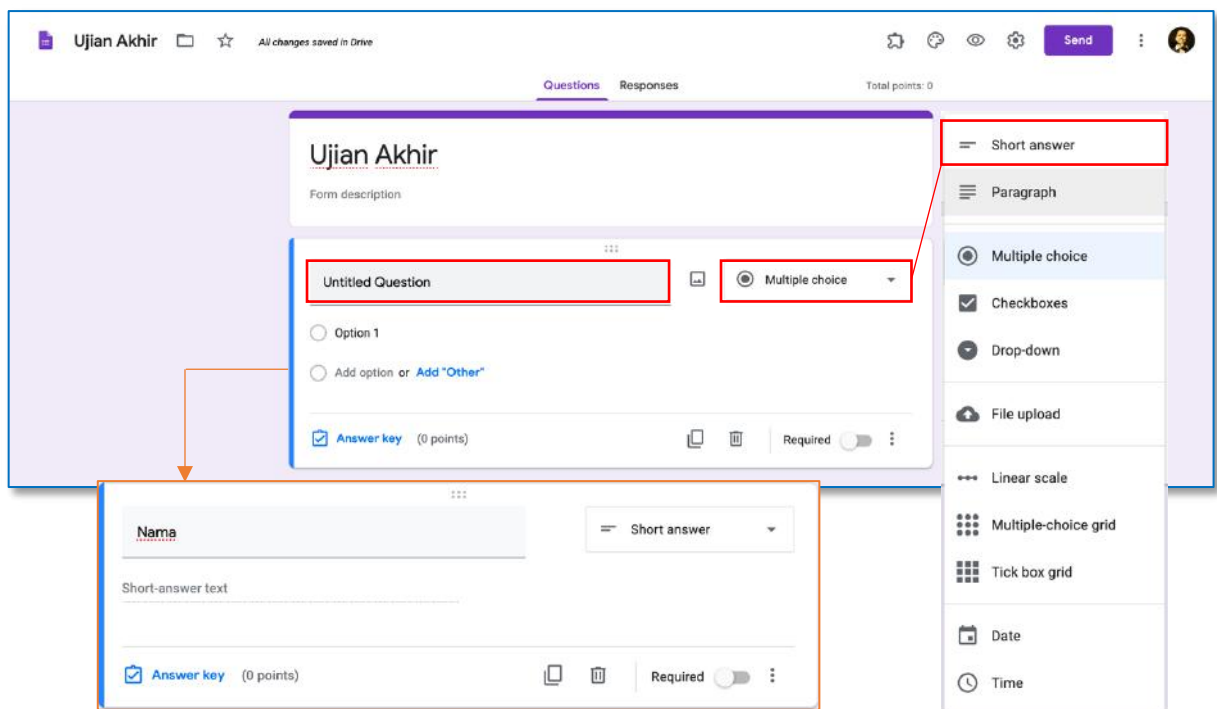 Ujian Akhir
All changes saved in Drive
Send
Questions Responses
Total points: 0
Ujian Akhir
Form description
Untitled Question
Multiple choice
Option 1
Add option or Add "Other"
Answer key (0 points)
Required
Short answer
Paragraph
Multiple choice
Checkboxes
Drop-down
File upload
Linear scale
Multiple-choice grid
Tick box grid
Date
Time
Nama
Short answer
Short-answer text
Answer key (0 points)
Required